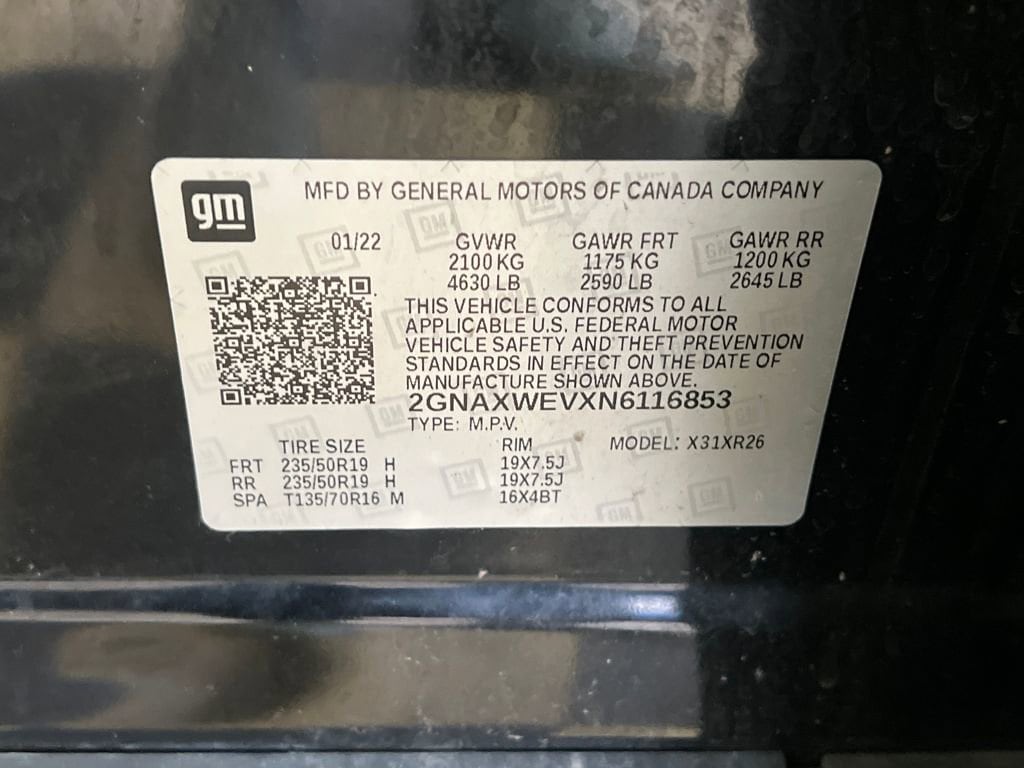 gm
MFD BY GENERAL MOTORS OF CANADA COMPANY
01/22 GVWR GAWR FRT GAWR RR
2100 KG 1175 KG 1200 KG
4630 LB 2590 LB 2645 LB
THIS VEHICLE CONFORMS TO ALL
APPLICABLE U.S. FEDERAL MOTOR
VEHICLE SAFETY AND THEFT PREVENTION
STANDARDS IN EFFECT ON THE DATE OF
MANUFACTURE SHOWN ABOVE.
2GNAXWEVXN6116853
TYPE: M.P.V.
TIRE SIZE RIM MODEL: X31XR26
FRT 235/50R19 H 19X7.5J
RR 235/50R19 H 19X7.5J
SPA T135/70R16 M 16X4BT